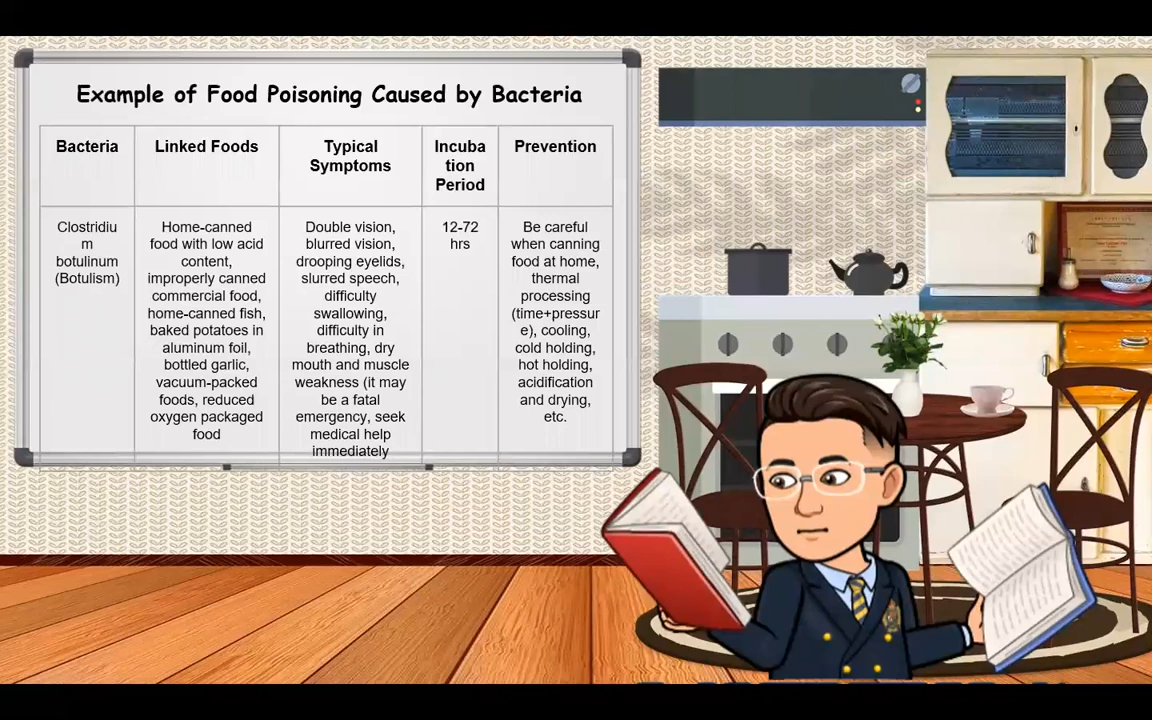 Example of Food Poisoning Caused by Bacteria
Bacteria
Linked Foods
Typical
Symptoms
Incuba
tion
Period
Prevention
Clostridiu
m
botulinum
(Botulism)
Home-canned
food with low acid
content,
improperly canned
commercial food,
home-canned fish,
baked potatoes in
aluminum foil,
bottled garlic,
vacuum-packed
foods, reduced
oxygen packaged
food
Double vision,
blurred vision,
drooping eyelids,
slurred speech,
difficulty
swallowing,
difficulty in
breathing, dry
mouth and muscle
weakness (it may
be a fatal
emergency, seek
medical help
immediately
12-72
hrs
Be careful
when canning
food at home,
thermal
processing
(time+pressur
e), cooling,
cold holding,
hot holding,
acidification
and drying,
etc.